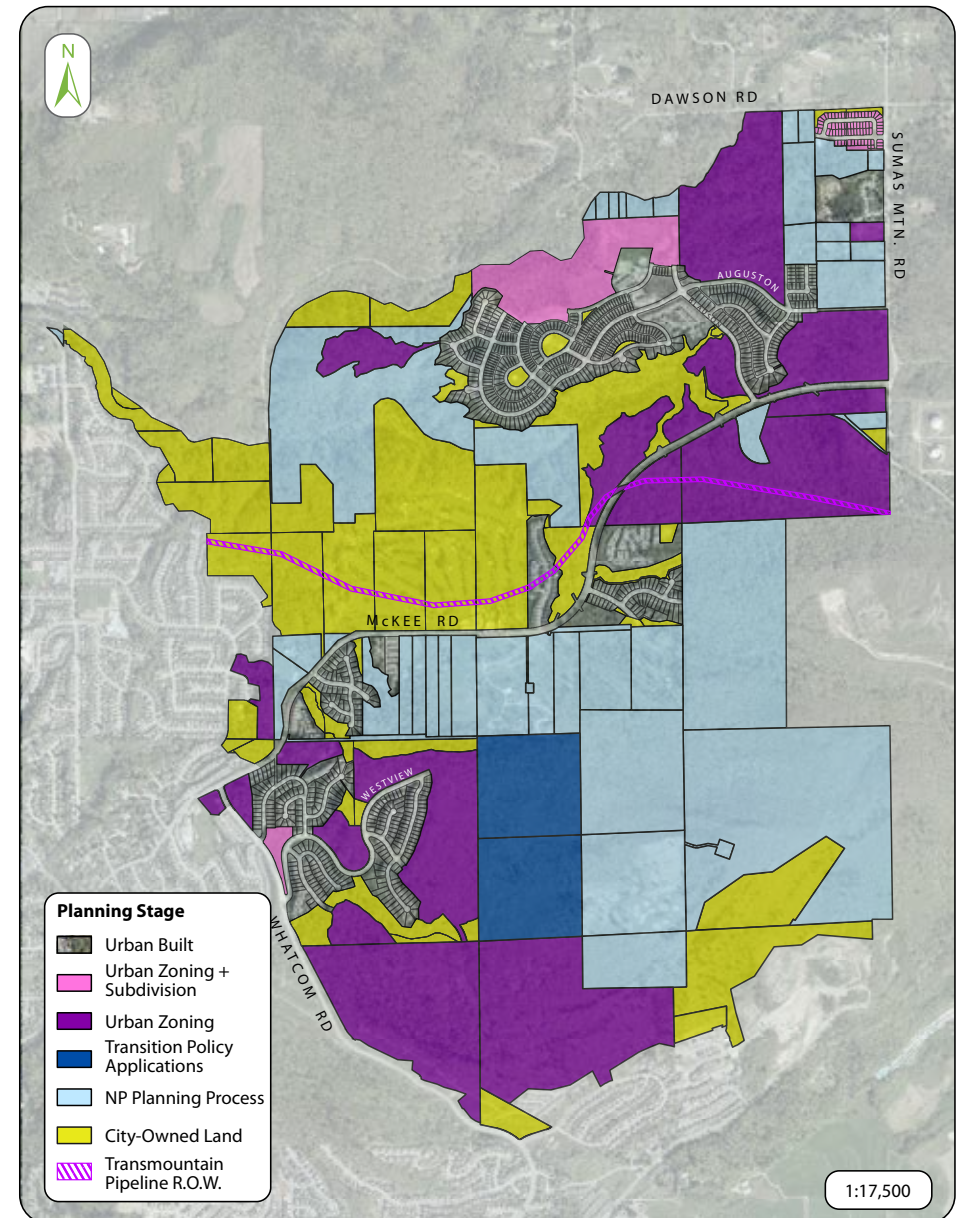 N
DAWSON RD
SUMAS MTN. RD
AUGUSTON
McKEE RD
WESTVIEW
WHATCOM RD
Planning Stage
Urban Built
Urban Zoning +
Subdivision
Urban Zoning
Transition Policy
Applications
NP Planning Process
City-Owned Land
Transmountain
Pipeline R.O.W.
1:17,500